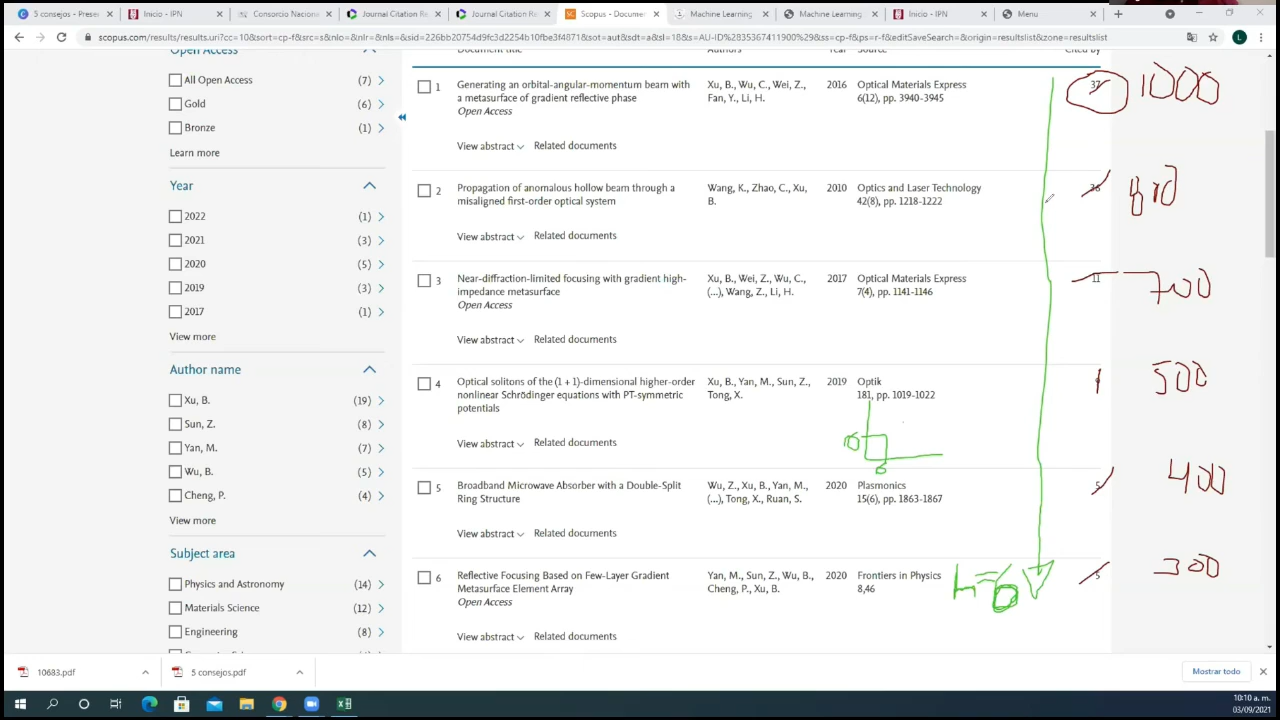 5 consejos - Prese
Inicio - IPN
Consorcio Naciona
Journal Citation Re
Journal Citation Re
Scopus - Documen
Machine Learning
Machine Learning
Inicio - IPN
Menu
scopus.com/results/results.uri?cc=10&sort=cp-f&src=s&nlo=&nlr=&nls=&sid=226bb20754d9fc3d2254b10fbe3f4871&sot=aut&sdt=a&sl=18&s=AU-ID%2835367411900%29&ss=cp-f&ps=r-f&editSaveSearch=&origin=resultslist&zone=resultslist
L
Open Access
Document title Authors Year Source Cited by
All Open Access (7)
Gold (6)
Bronze (1)
Learn more
Year
2022 (1)
2021 (3)
2020 (5)
2019 (3)
2017 (1)
View more
Author name
Xu, B. (19)
Sun, Z. (8)
Yan, M. (7)
Wu, B. (5)
Cheng, P. (4)
View more
Subject area
Physics and Astronomy (14)
Materials Science (12)
Engineering (8)
1 Generating an orbital-angular-momentum beam Xu, B., Wu, C., Wei, Z., 2016 Optical Materials Express 37 1000
with a metasurface of gradient reflective phase Fan, Y., Li, H. 6(12), pp. 3940-3945
Open Access
View abstract Related documents
2 Propagation of anomalous hollow beam through a Wang, K., Zhao, C., Xu, 2010 Optics and Laser Technology
misaligned first-order optical system B. 42(8), pp. 1218-1222
View abstract Related documents
3 Near-diffraction-limited focusing with gradient high- Xu, B., Wei, Z., Wu, C., 2017 Optical Materials Express 11 700
impedance metasurface (...), Wang, Z., Li, H. 7(4), pp. 1141-1146
Open Access
View abstract Related documents
4 Optical solitons of the (1 + 1)-dimensional higher-order Xu, B., Yan, M., Sun, Z., 2019 Optik 500
nonlinear Schrödinger equations with PT-symmetric Tong, X. 181, pp. 1019-1022
potentials
View abstract Related documents
5 Broadband Microwave Absorber with a Double-Split Wu, Z., Xu, B., Yan, M., 2020 Plasmonics 5 400
Ring Structure (...), Tong, X., Ruan, S. 15(6), pp. 1863-1867
View abstract Related documents
6 Reflective Focusing Based on Few-Layer Gradient Yan, M., Sun, Z., Wu, B., 2020 Frontiers in Physics h=6 5 300
Metasurface Element Array Cheng, P., Xu, B. 8,46
Open Access
View abstract Related documents
10683.pdf
5 consejos.pdf
Mostrar todo
10:10 a. m.
03/09/2021